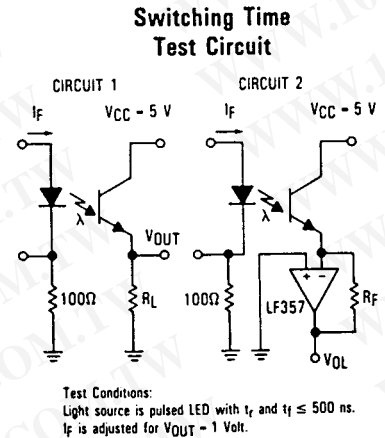 Switching Time
Test Circuit
CIRCUIT 1
CIRCUIT 2
IF
VCC - 5 V
IF
VCC - 5 V
λ
λ
VOUT
+ -
100Ω
RL
100Ω
LF357
RF
VOL
Test Conditions:
Light source is pulsed LED with tr and tf ≤ 500 ns.
IF is adjusted for VOUT - 1 Volt.